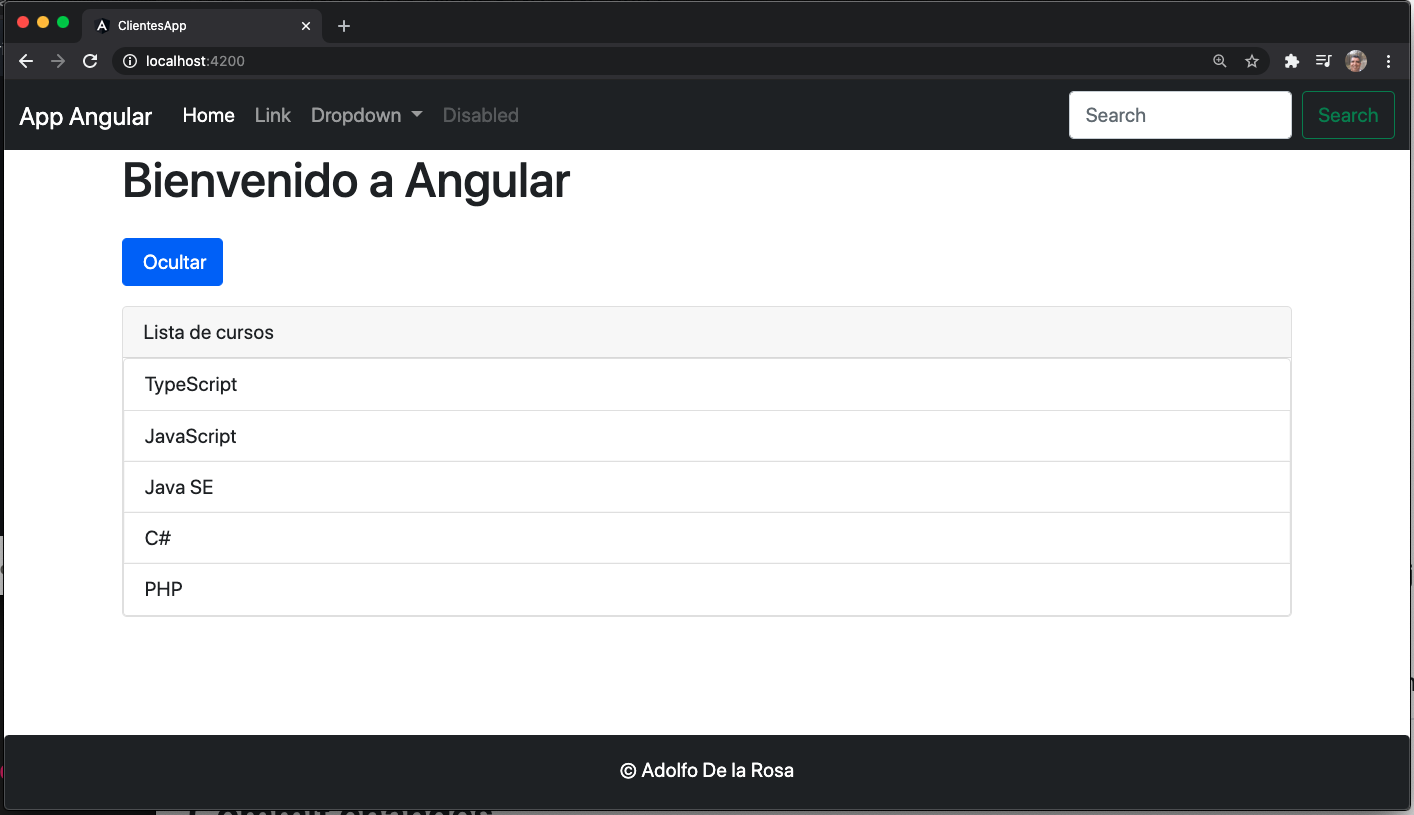 ClientesApp
localhost:4200
App Angular Home Link Dropdown Disabled Search Search
Bienvenido a Angular
Ocultar
Lista de cursos
TypeScript
JavaScript
Java SE
C#
PHP
© Adolfo De la Rosa